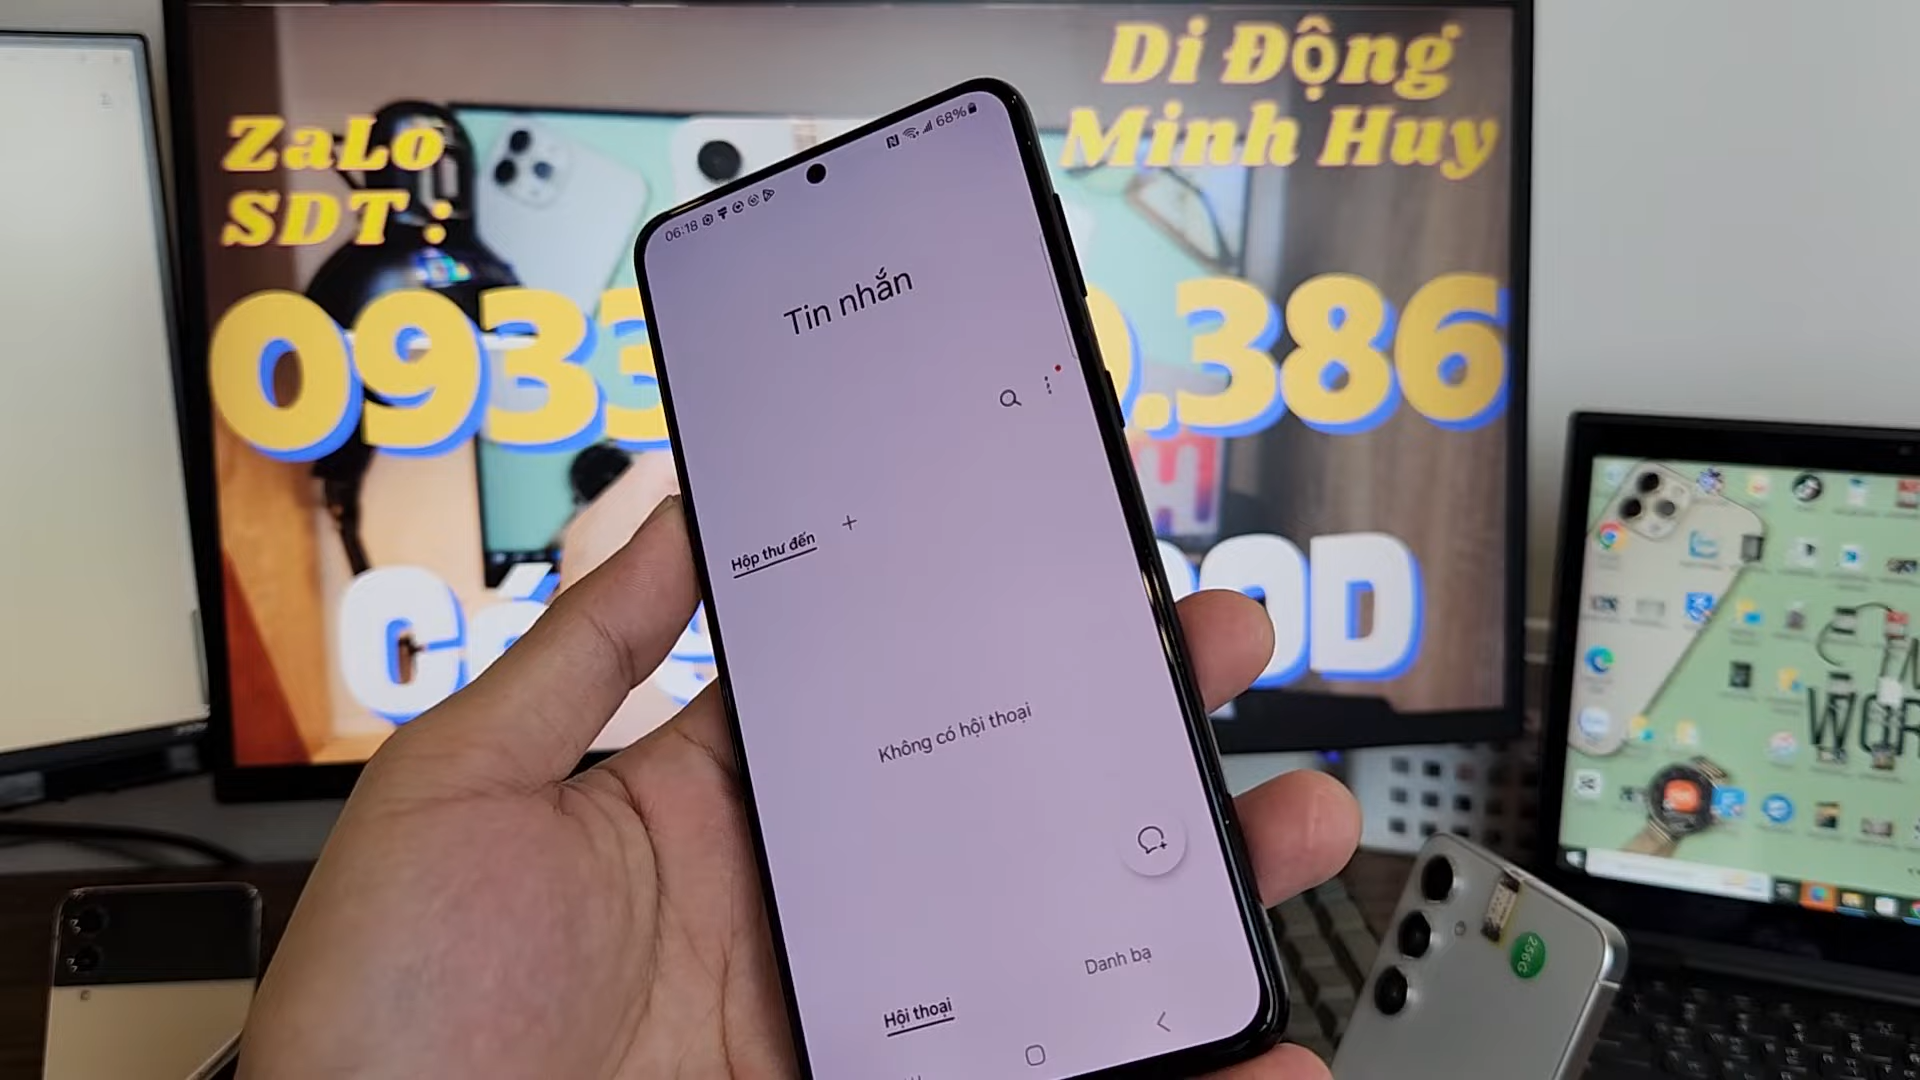 Di Động
Minh Huy
ZaLo
SDT :
0933
.386
06:18
68%
Tin nhắn
Hộp thư đến +
Không có hội thoại
Danh bạ
Hội thoại
256G